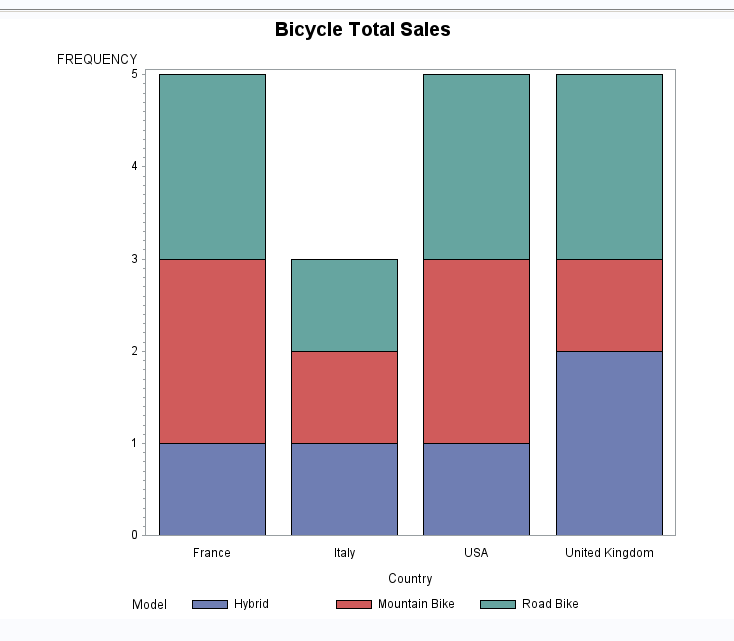 Bicycle Total Sales
FREQUENCY
5
4
3
2
1
0
France Italy USA United Kingdom
Country
Model Hybrid Mountain Bike Road Bike